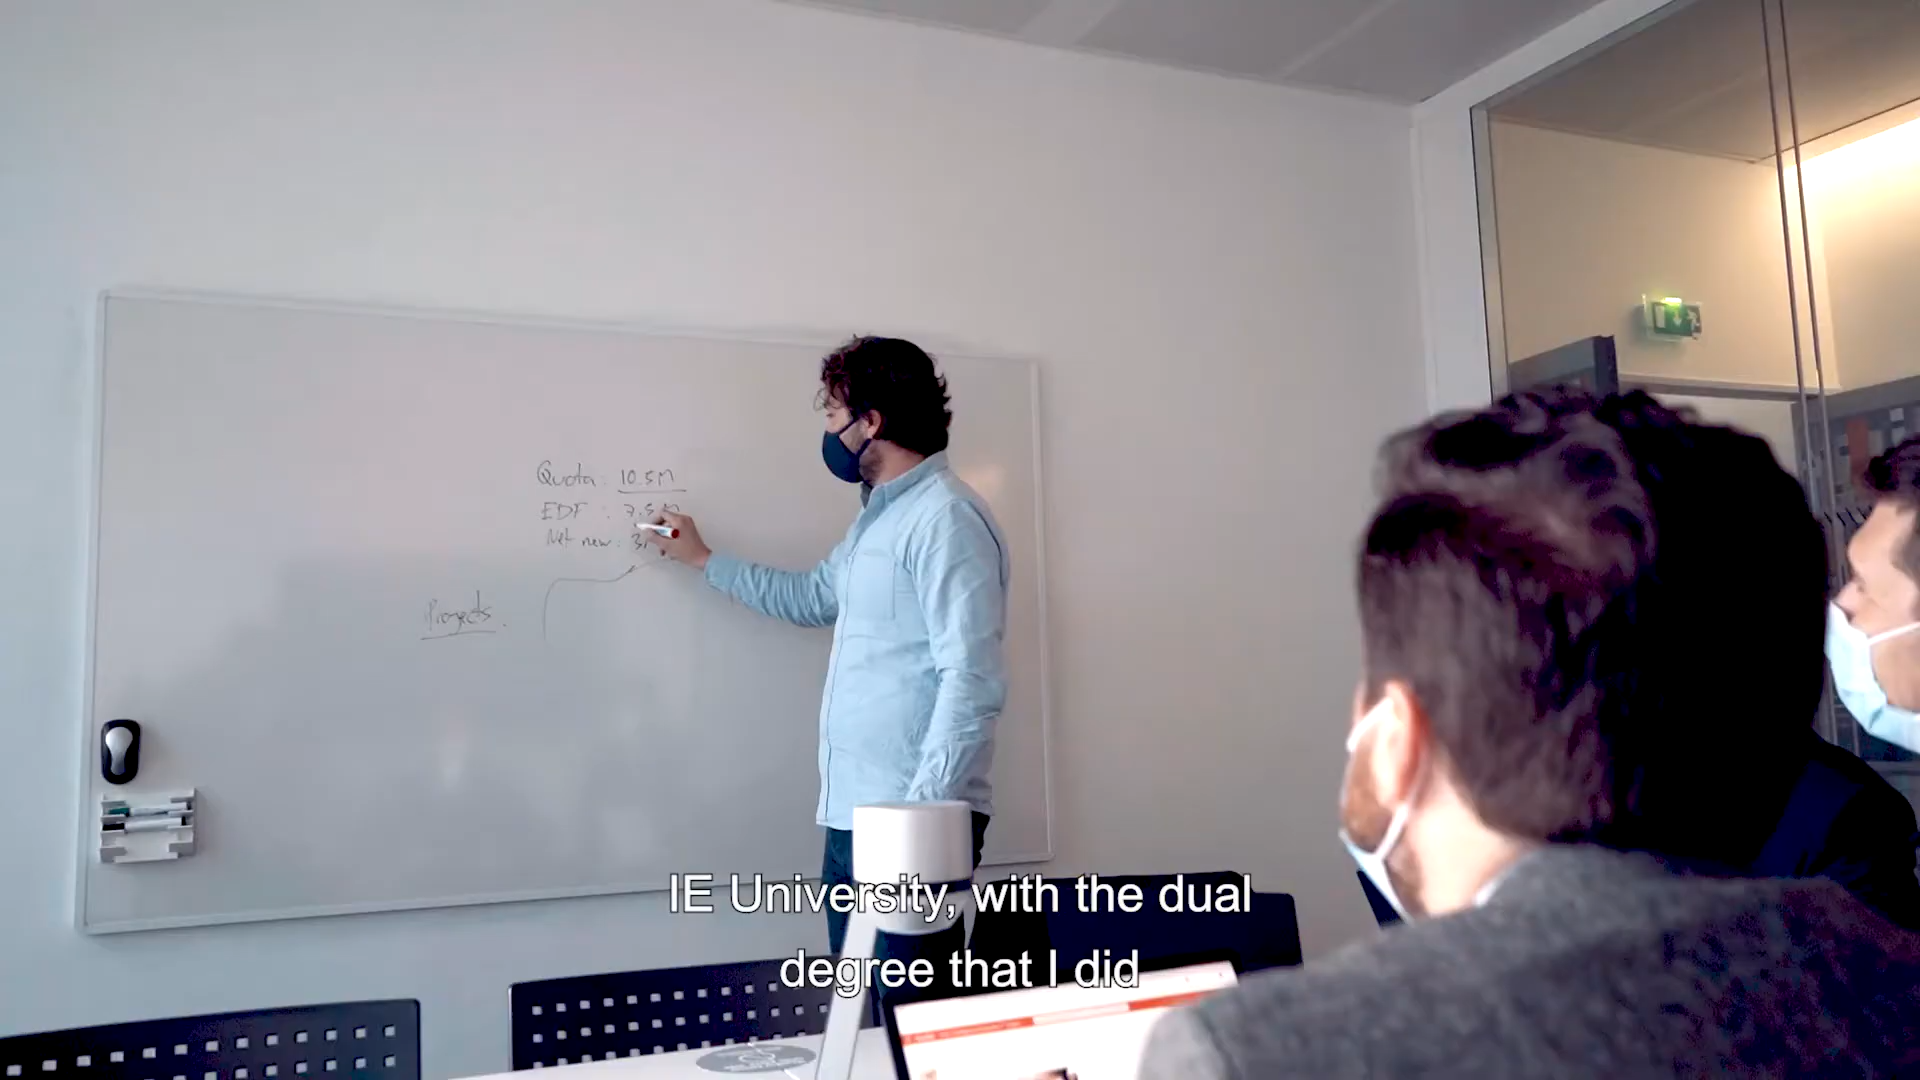 Quota: 10.5M
EDF : 7.5M
Net new: 3
Projects.
IE University, with the dual
degree that I did